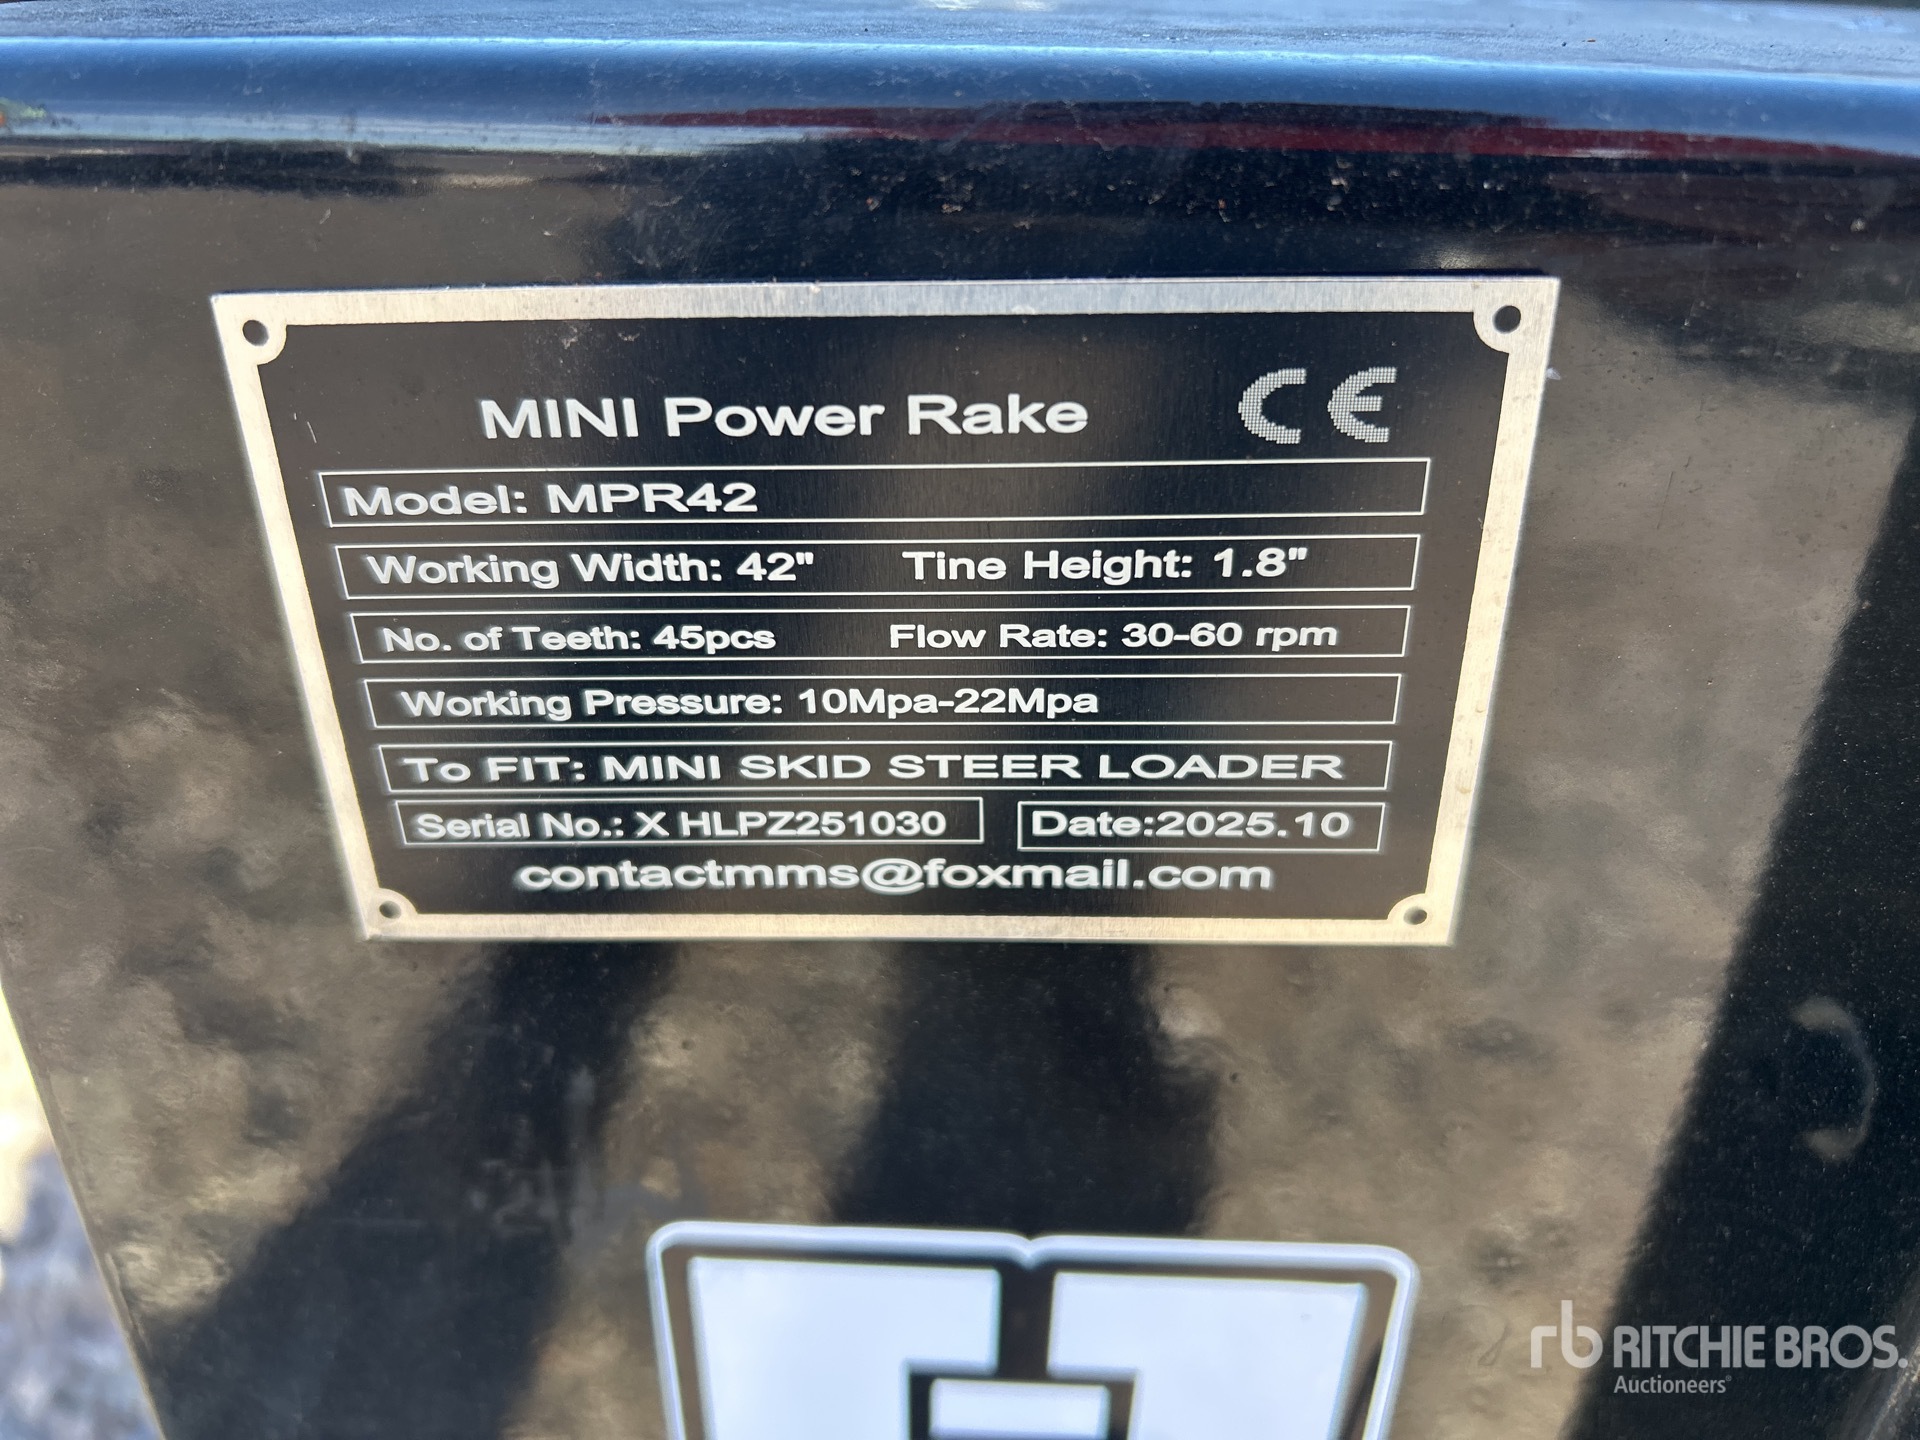 MINI Power Rake CE
Model: MPR42
Working Width: 42" Tine Height: 1.8"
No. of Teeth: 45pcs Flow Rate: 30-60 rpm
Working Pressure: 10Mpa-22Mpa
To FIT: MINI SKID STEER LOADER
Serial No.: X HLPZ251030 Date:2025.10
contactmms@foxmail.com
rb RITCHIE BROS.
Auctioneers